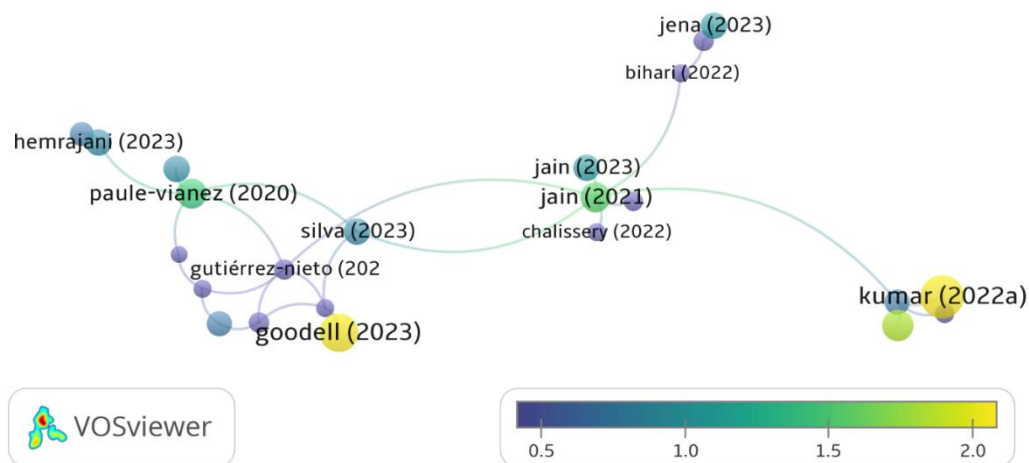 jena (2023)
bihari (2022)
hemrajani (2023)
jain (2023)
paule-vianez (2020)
jain (2021)
silva (2023)
chalissery (2022)
gutiérrez-nieto (202
kumar (2022a)
goodell (2023)
VOSviewer
0.5 1.0 1.5 2.0